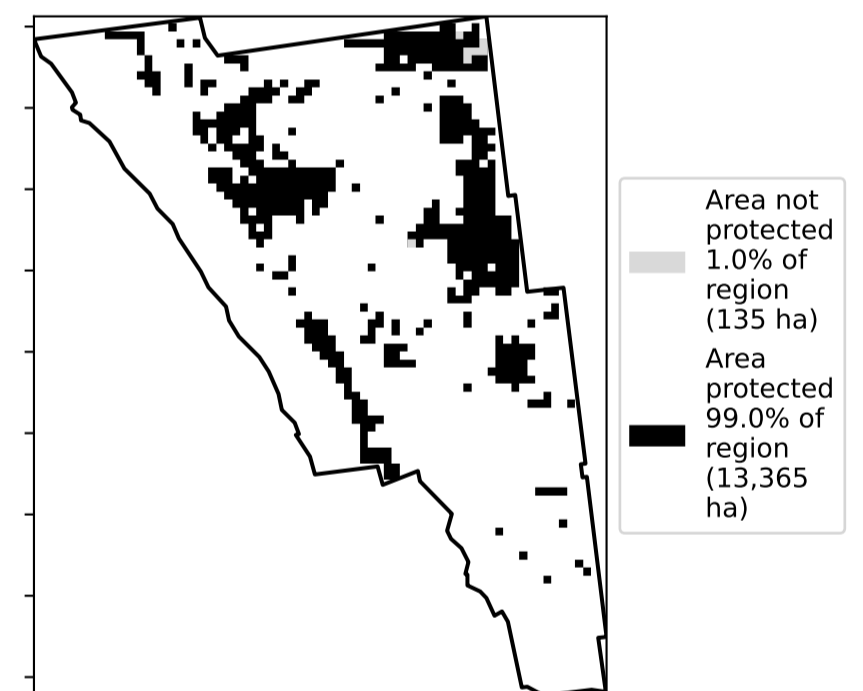 Area not
protected
1.0% of
region
(135 ha)
Area
protected
99.0% of
region
(13,365
ha)